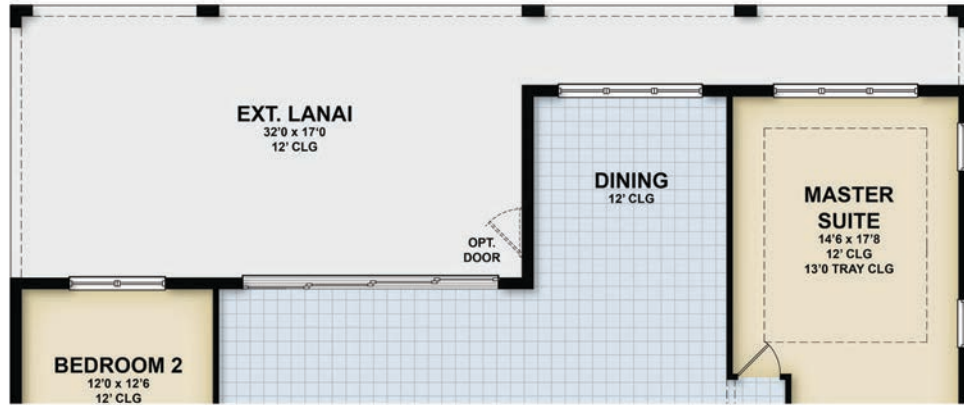 EXT. LANAI
32'0 x 17'0
12' CLG
OPT.
DOOR
DINING
12' CLG
MASTER
SUITE
14'6 x 17'8
12' CLG
13'0 TRAY CLG
BEDROOM 2
12'0 x 12'6
12' CLG